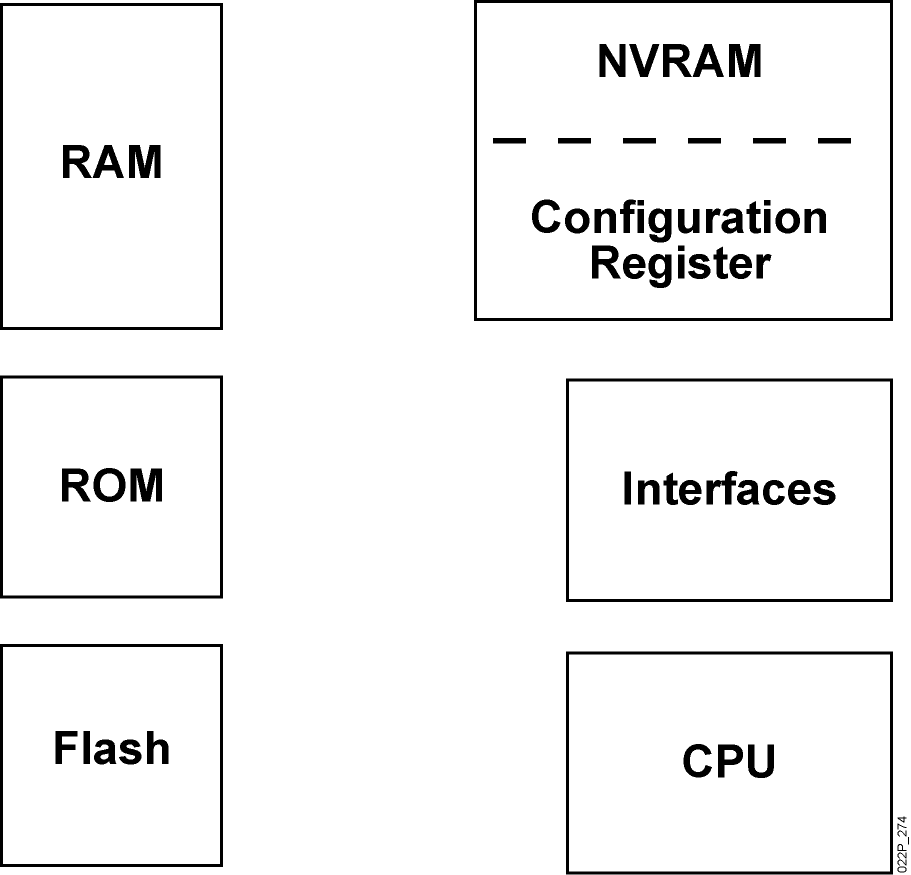 RAM
NVRAM
Configuration
Register
ROM
Interfaces
Flash
CPU
022P_274